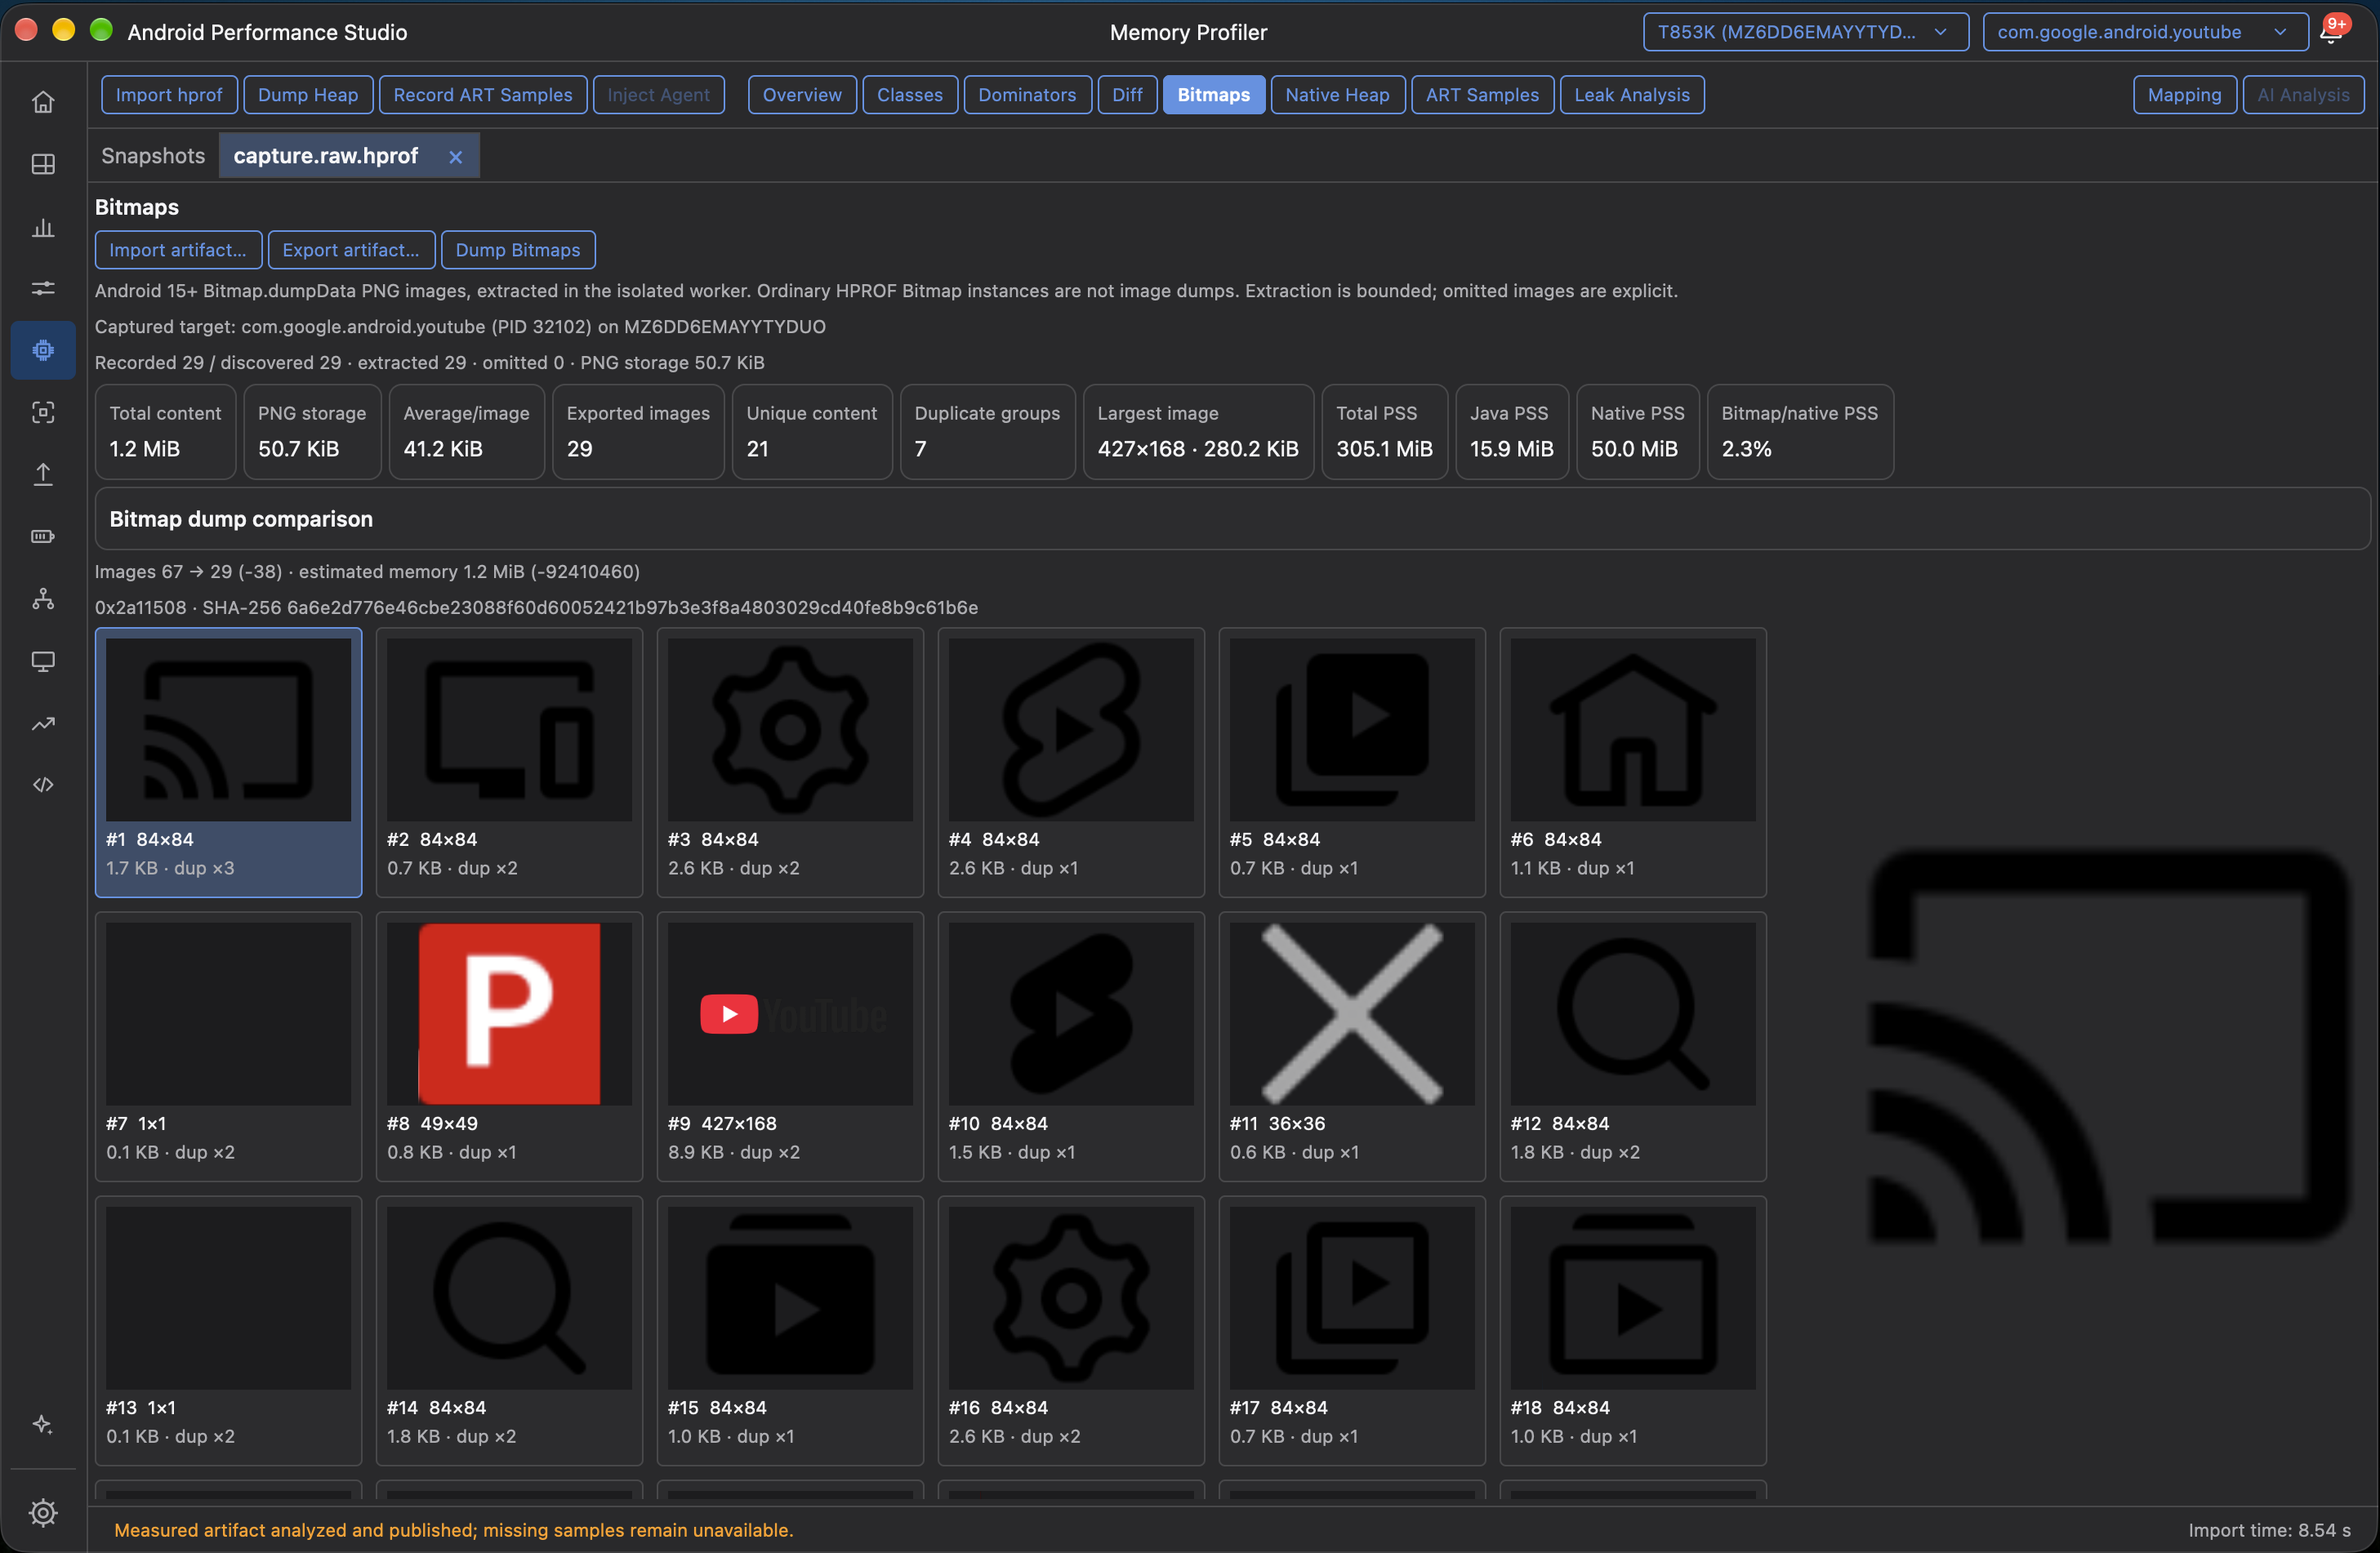 Android Performance Studio
Memory Profiler
T853K (MZ6DD6EMAYYTYD...
com.google.android.youtube
9+
Import hprof
Dump Heap
Record ART Samples
Inject Agent
Overview
Classes
Dominators
Diff
Bitmaps
Native Heap
ART Samples
Leak Analysis
Mapping
AI Analysis
Snapshots
capture.raw.hprof
Bitmaps
Import artifact...
Export artifact...
Dump Bitmaps
Android 15+ Bitmap.dumpData PNG images, extracted in the isolated worker. Ordinary HPROF Bitmap instances are not image dumps. Extraction is bounded; omitted images are explicit.
Captured target: com.google.android.youtube (PID 32102) on MZ6DD6EMAYYTYDUO
Recorded 29 / discovered 29 · extracted 29 · omitted 0 · PNG storage 50.7 KiB
Total content
1.2 MiB
PNG storage
50.7 KiB
Average/image
41.2 KiB
Exported images
29
Unique content
21
Duplicate groups
7
Largest image
427×168 · 280.2 KiB
Total PSS
305.1 MiB
Java PSS
15.9 MiB
Native PSS
50.0 MiB
Bitmap/native PSS
2.3%
Bitmap dump comparison
Images 67 → 29 (-38) · estimated memory 1.2 MiB (-92410460)
0x2a11508 · SHA-256 6a6e2d776e46cbe23088f60d60052421b97b3e3f8a4803029cd40fe8b9c61b6e
#1 84×84
1.7 KB · dup ×3
#2 84×84
0.7 KB · dup ×2
#3 84×84
2.6 KB · dup ×2
#4 84×84
2.6 KB · dup ×1
#5 84×84
0.7 KB · dup ×1
#6 84×84
1.1 KB · dup ×1
#7 1×1
0.1 KB · dup ×2
P
#8 49×49
0.8 KB · dup ×1
YouTube
#9 427×168
8.9 KB · dup ×2
#10 84×84
1.5 KB · dup ×1
#11 36×36
0.6 KB · dup ×1
#12 84×84
1.8 KB · dup ×2
#13 1×1
0.1 KB · dup ×2
#14 84×84
1.8 KB · dup ×2
#15 84×84
1.0 KB · dup ×1
#16 84×84
2.6 KB · dup ×2
#17 84×84
0.7 KB · dup ×1
#18 84×84
1.0 KB · dup ×1
Measured artifact analyzed and published; missing samples remain unavailable.
Import time: 8.54 s